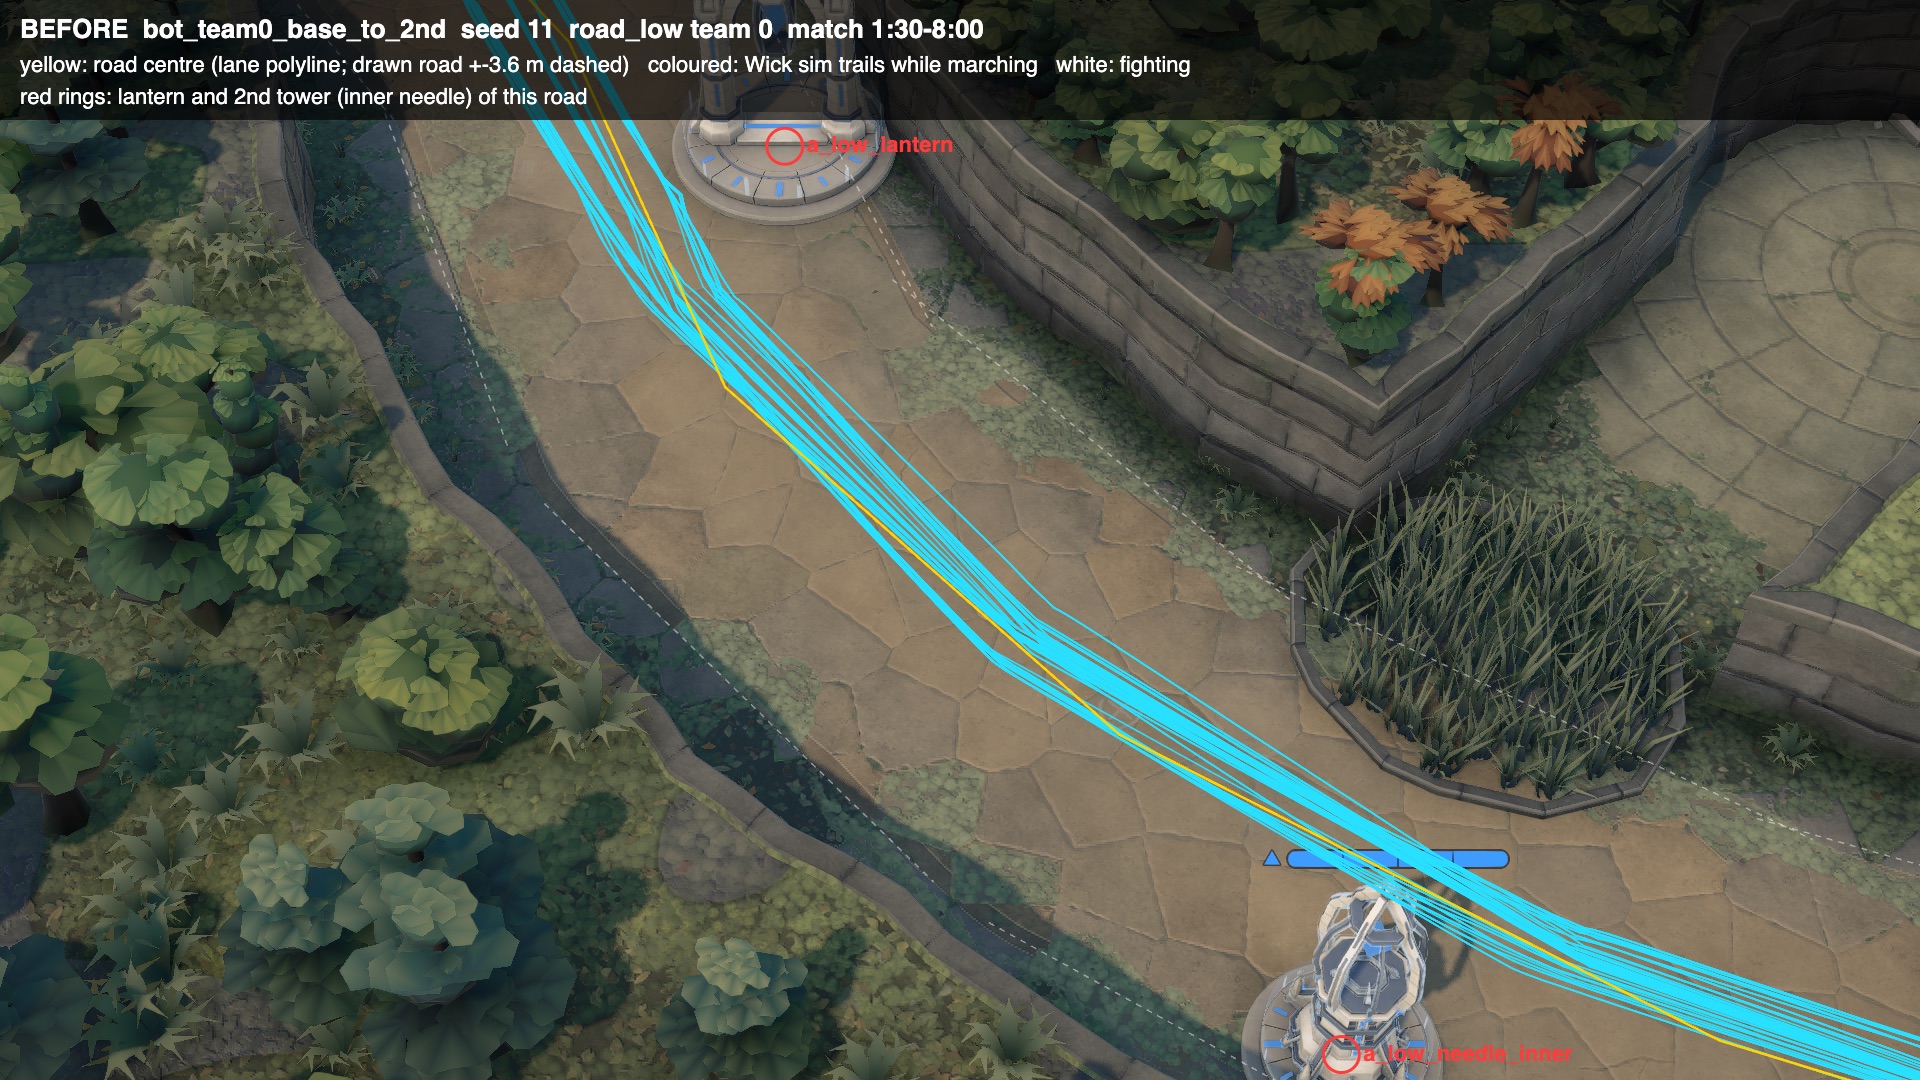 BEFORE bot_team0_base_to_2nd seed 11 road_low team 0 match 1:30-8:00
yellow: road centre (lane polyline; drawn road +-3.6 m dashed) coloured: Wick sim trails while marching white: fighting
red rings: lantern and 2nd tower (inner needle) of this road
a_low_lantern
a_low_needle_inner